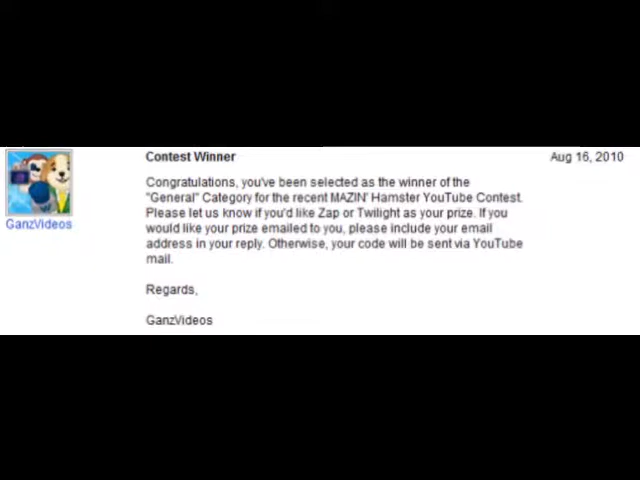 Contest Winner
Aug 16, 2010
Congratulations, you've been selected as the winner of the
"General" Category for the recent MAZIN' Hamster YouTube Contest.
Please let us know if you'd like Zap or Twilight as your prize. If you
would like your prize emailed to you, please include your email
address in your reply. Otherwise, your code will be sent via YouTube
mail.
GanzVideos
Regards,
GanzVideos